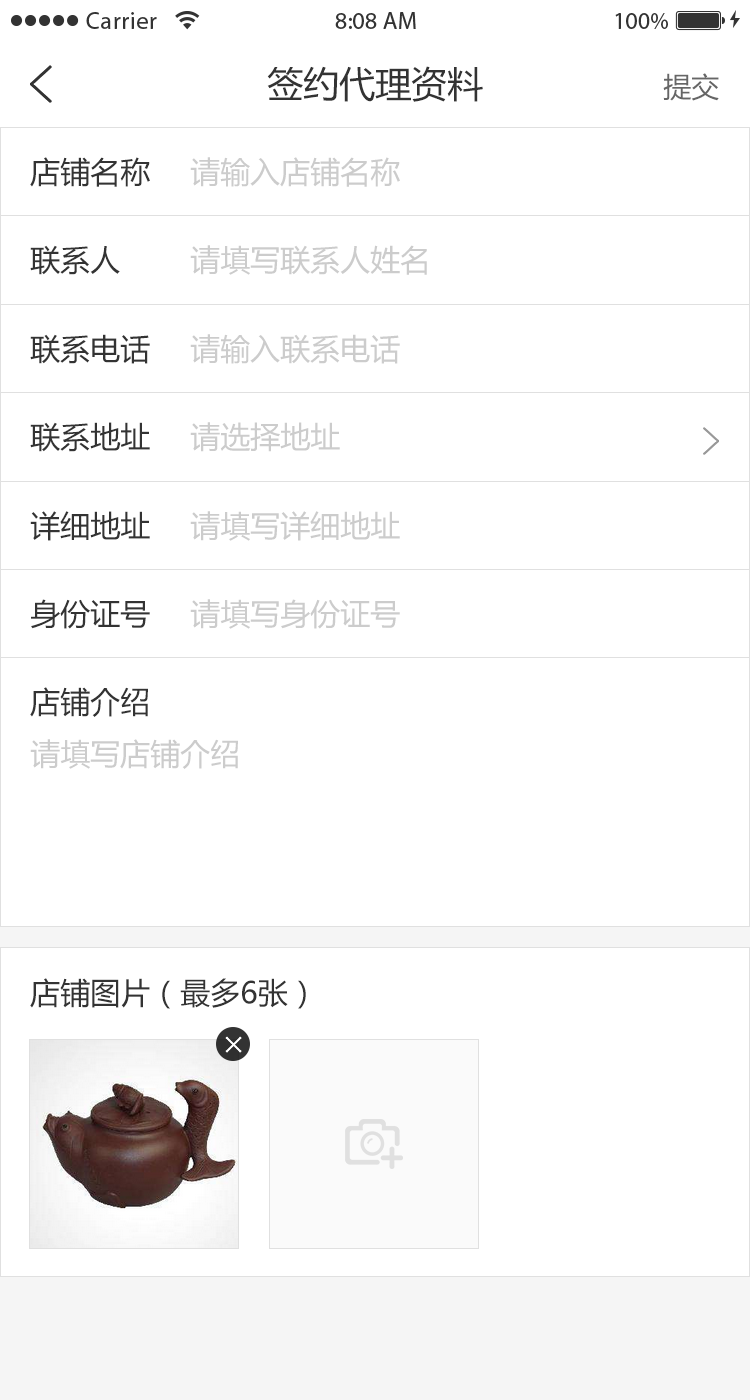 Carrier 8:08 AM 100%
签约代理资料 提交
店铺名称 请输入店铺名称
联系人 请填写联系人姓名
联系电话 请输入联系电话
联系地址 请选择地址
详细地址 请填写详细地址
身份证号 请填写身份证号
店铺介绍
请填写店铺介绍
店铺图片（最多6张）